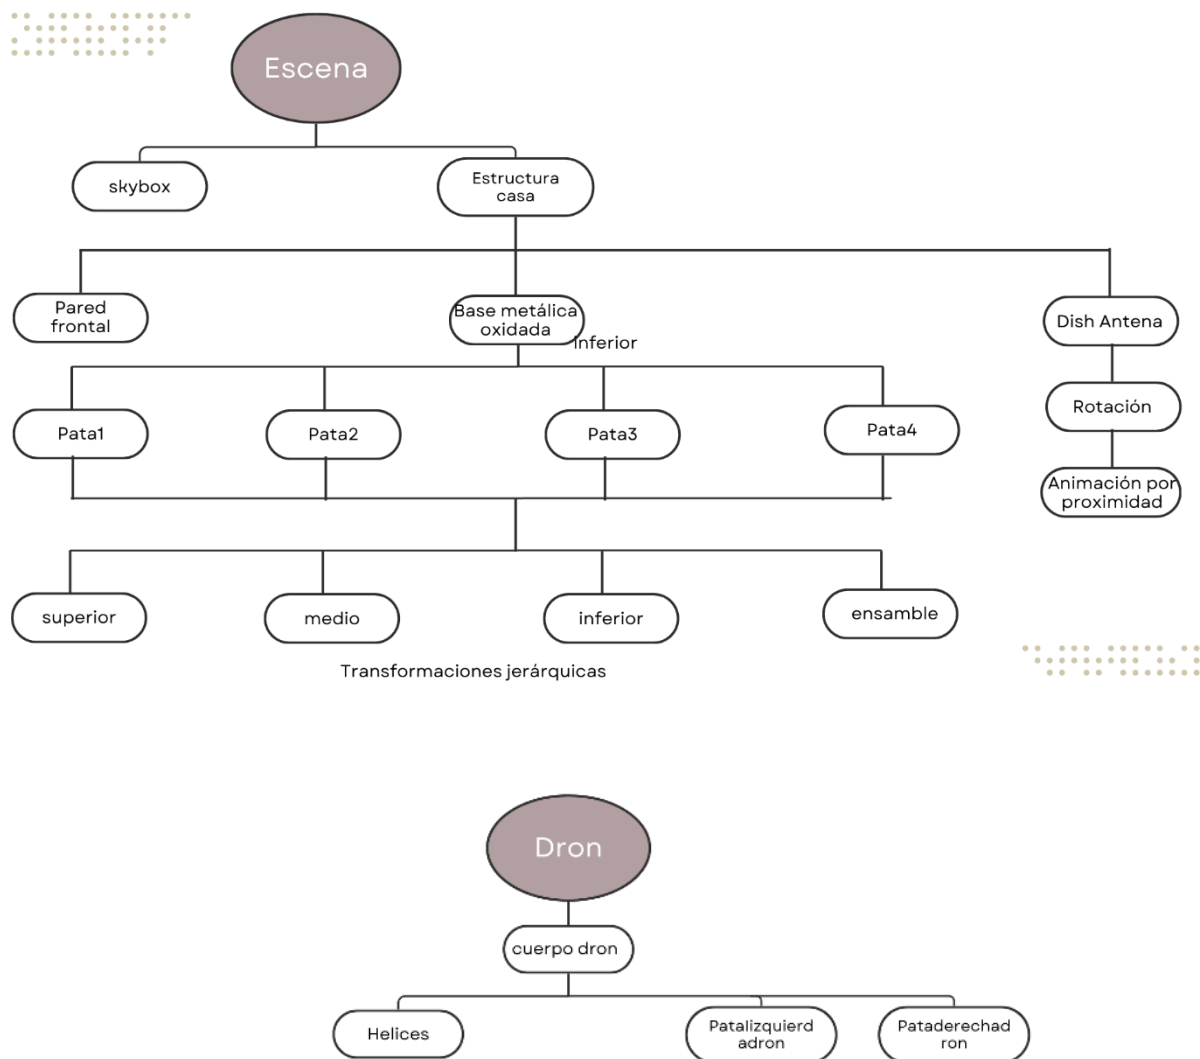 Escena
skybox
Estructura
casa
Pared
frontal
Base metálica
oxidada
Inferior
Dish Antena
Rotación
Animación por
proximidad
Pata1
Pata2
Pata3
Pata4
superior
medio
inferior
ensamble
Transformaciones jerárquicas
Dron
cuerpo dron
Helices
Patalizquierd
adron
Pataderechad
ron